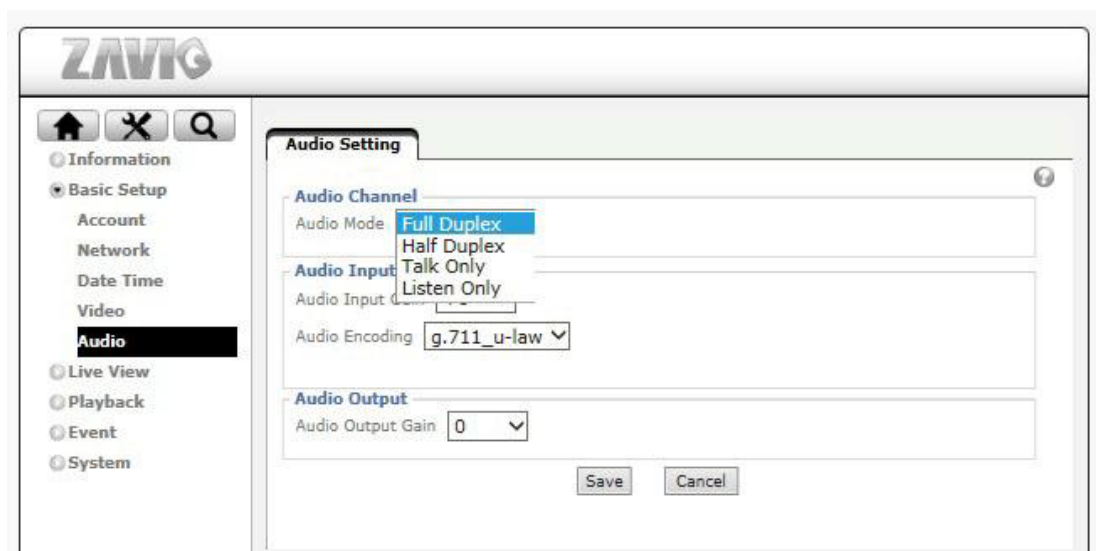 ZAVIO
Information
Basic Setup
Account
Network
Date Time
Video
Audio
Live View
Playback
Event
System
Audio Setting
Audio Channel
Audio Mode Full Duplex
Half Duplex
Talk Only
Listen Only
Audio Input
Audio Input
Audio Encoding g.711_u-law
Audio Output
Audio Output Gain 0
Save Cancel